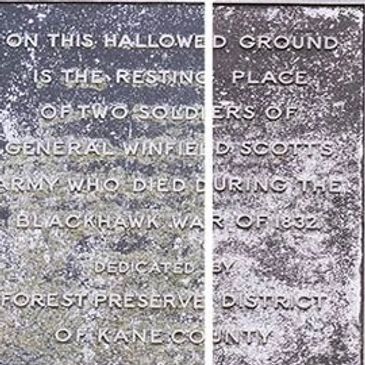 ON THIS HALLOWED GROUND
IS THE RESTING PLACE
OF TWO SOLDIERS OF
GENERAL WINFIELD SCOTT'S
ARMY WHO DIED DURING THE
BLACKHAWK WAR OF 1832
DEDICATED BY
FOREST PRESERVE DISTRICT
OF KANE COUNTY